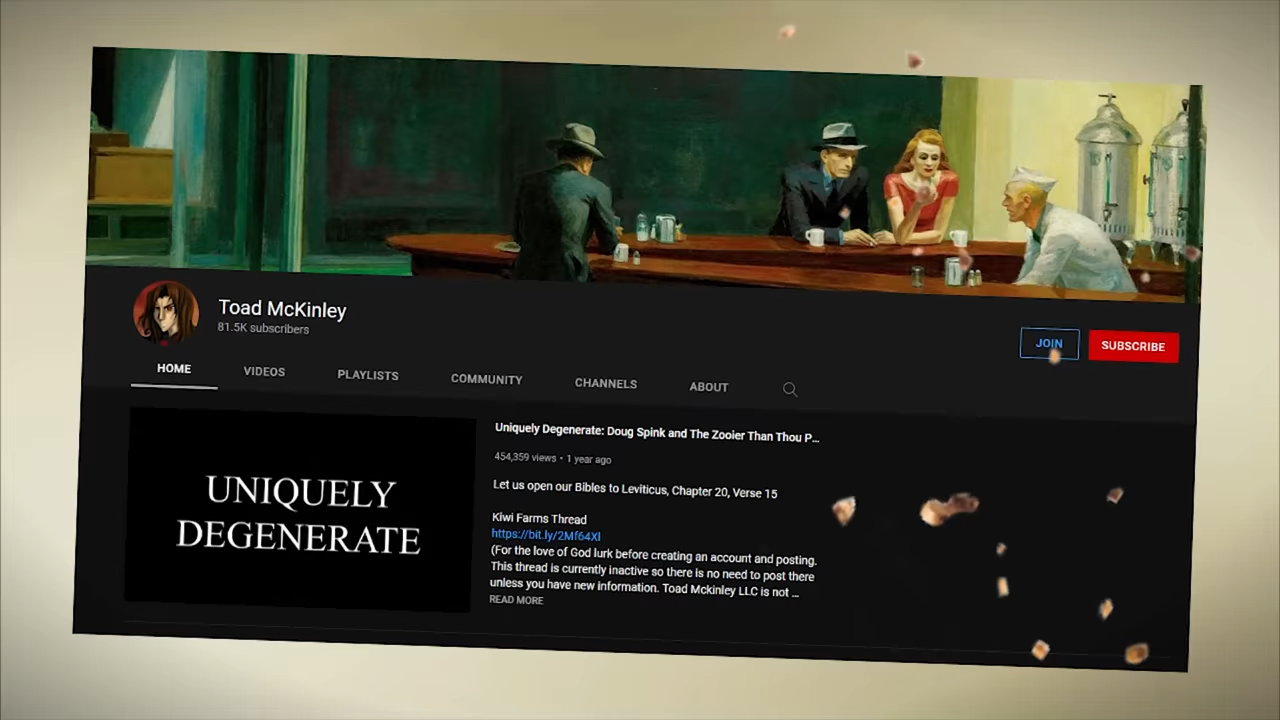 Toad McKinley
81.5K subscribers
JOIN
SUBSCRIBE
HOME
VIDEOS
PLAYLISTS
COMMUNITY
CHANNELS
ABOUT
UNIQUELY
DEGENERATE
Uniquely Degenerate: Doug Spink and The Zooier Than Thou P...
454,359 views • 1 year ago
Let us open our Bibles to Leviticus, Chapter 20, Verse 15
Kiwi Farms Thread
https://bit.ly/2Mf64Xl
(For the love of God lurk before creating an account and posting.
This thread is currently inactive so there is no need to post there
unless you have new information. Toad Mckinley LLC is not ...
READ MORE